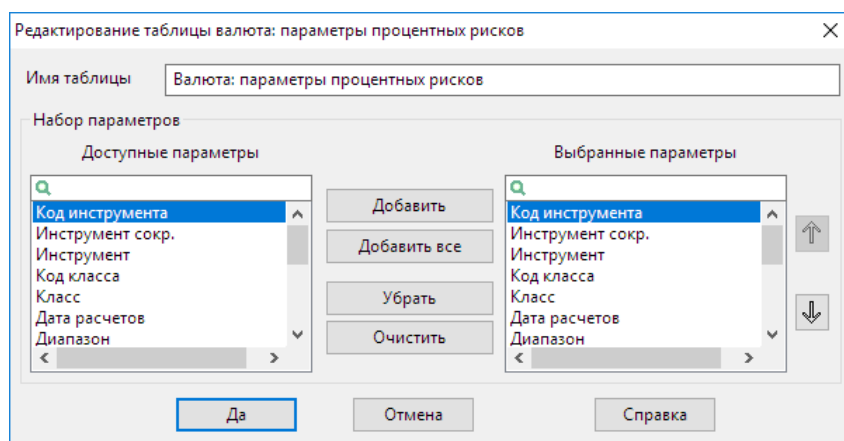 Редактирование таблицы валюта: параметры процентных рисков
Имя таблицы
Валюта: параметры процентных рисков
Набор параметров
Доступные параметры
Код инструмента
Инструмент сокр.
Инструмент
Код класса
Класс
Дата расчетов
Диапазон
Добавить
Добавить все
Убрать
Очистить
Выбранные параметры
Код инструмента
Инструмент сокр.
Инструмент
Код класса
Класс
Дата расчетов
Диапазон
Да
Отмена
Справка